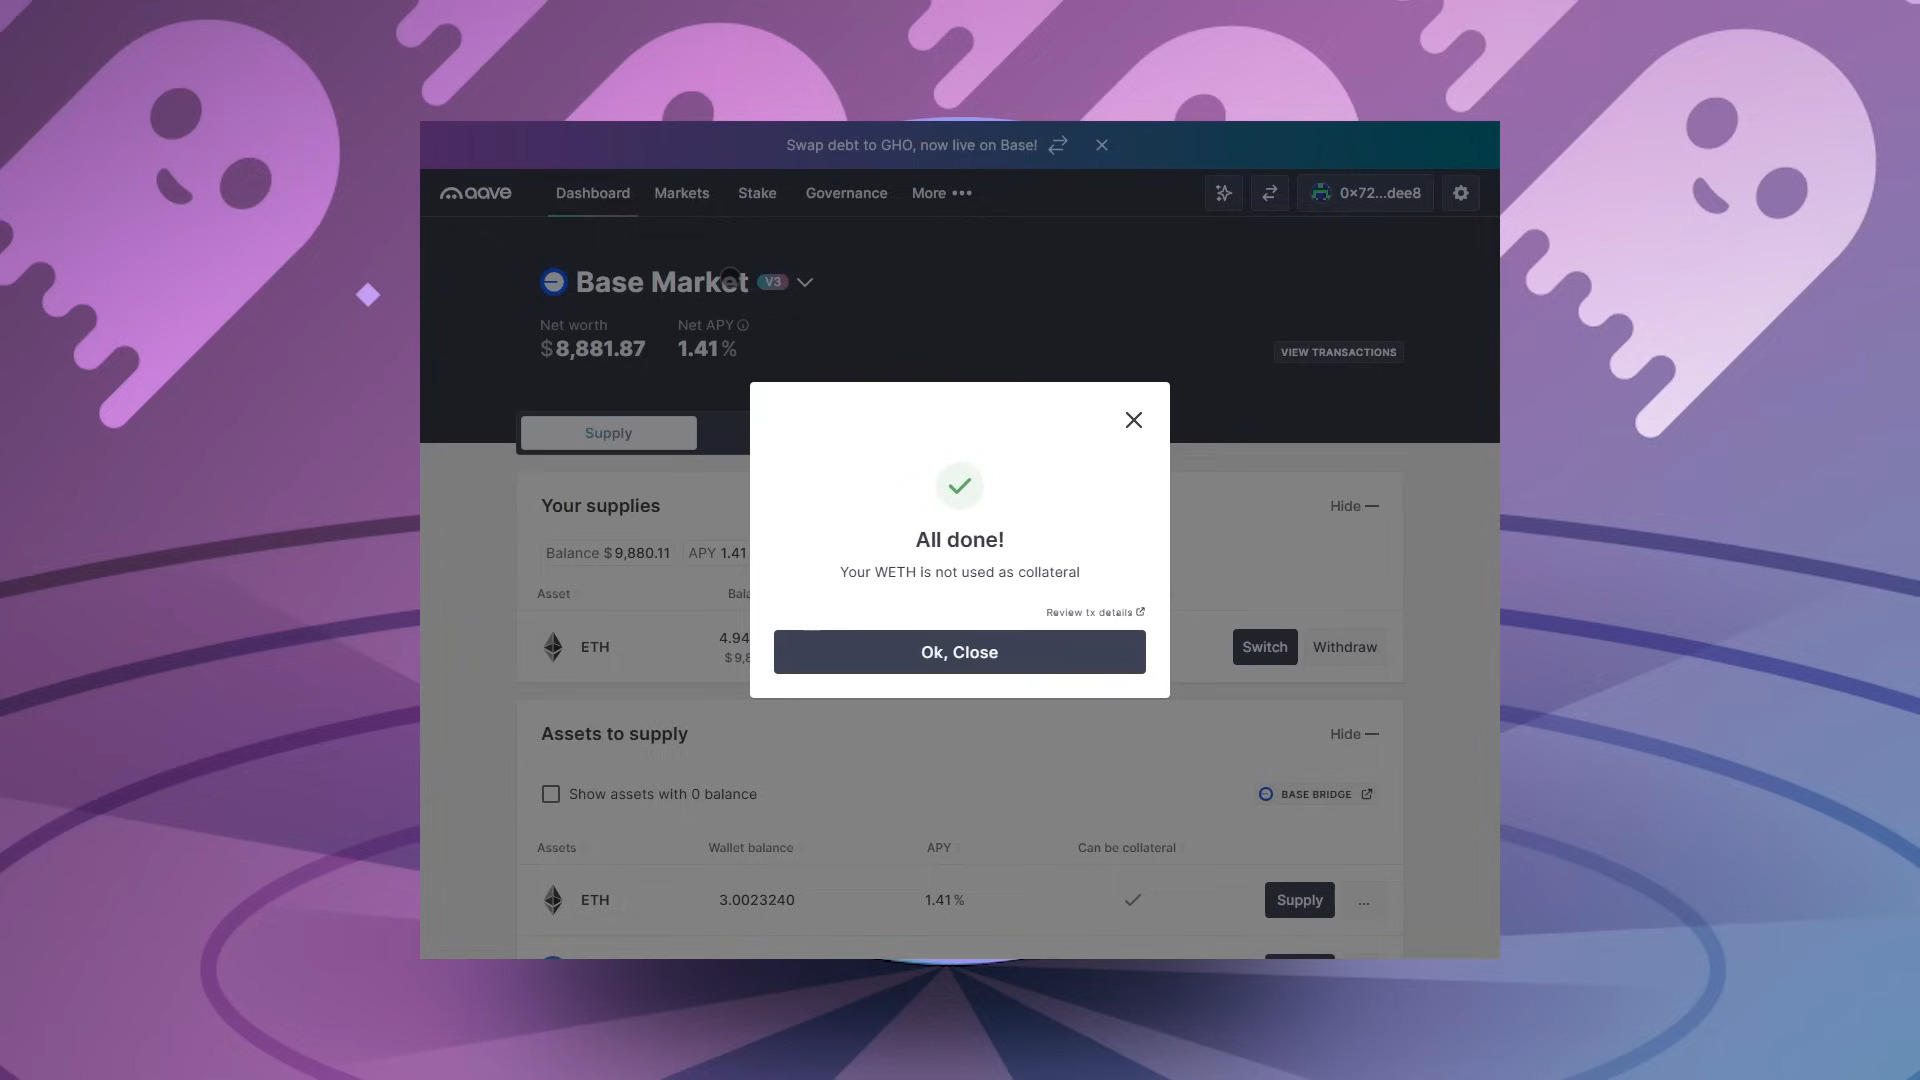 Swap debt to GHO, now live on Base!
aave Dashboard Markets Stake Governance More 0×72...dee8
Base Market V3
Net worth Net APY
$8,881.87 1.41 %
VIEW TRANSACTIONS
Supply
Your supplies Hide
Balance $9,880.11 APY 1.41
Asset
ETH 4.94 Switch Withdraw
All done!
Your WETH is not used as collateral
Review tx details
Ok, Close
Assets to supply Hide
Show assets with 0 balance BASE BRIDGE
Assets Wallet balance APY Can be collateral
ETH 3.0023240 1.41 % Supply ...